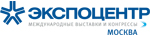 ЭКСПОЦЕНТР
МЕЖДУНАРОДНЫЕ ВЫСТАВКИ И КОНГРЕССЫ
МОСКВА